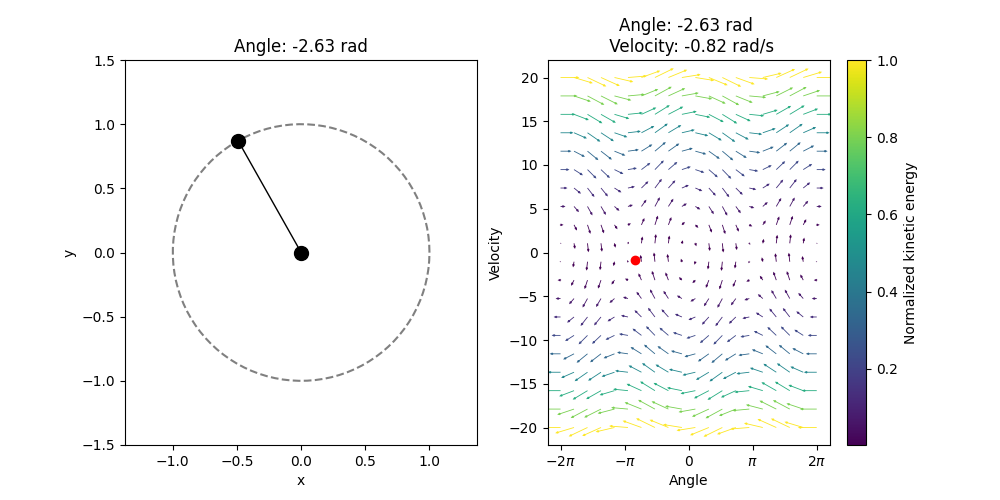 Angle: -2.63 rad
1.5
1.0
0.5
0.0
−0.5
−1.0
−1.5
y
−1.0
−0.5
0.0
0.5
1.0
x
Angle: -2.63 rad
Velocity: -0.82 rad/s
20
15
10
5
0
−5
−10
−15
−20
Velocity
−2π
−π
0
π
2π
Angle
1.0
0.8
0.6
0.4
0.2
Normalized kinetic energy